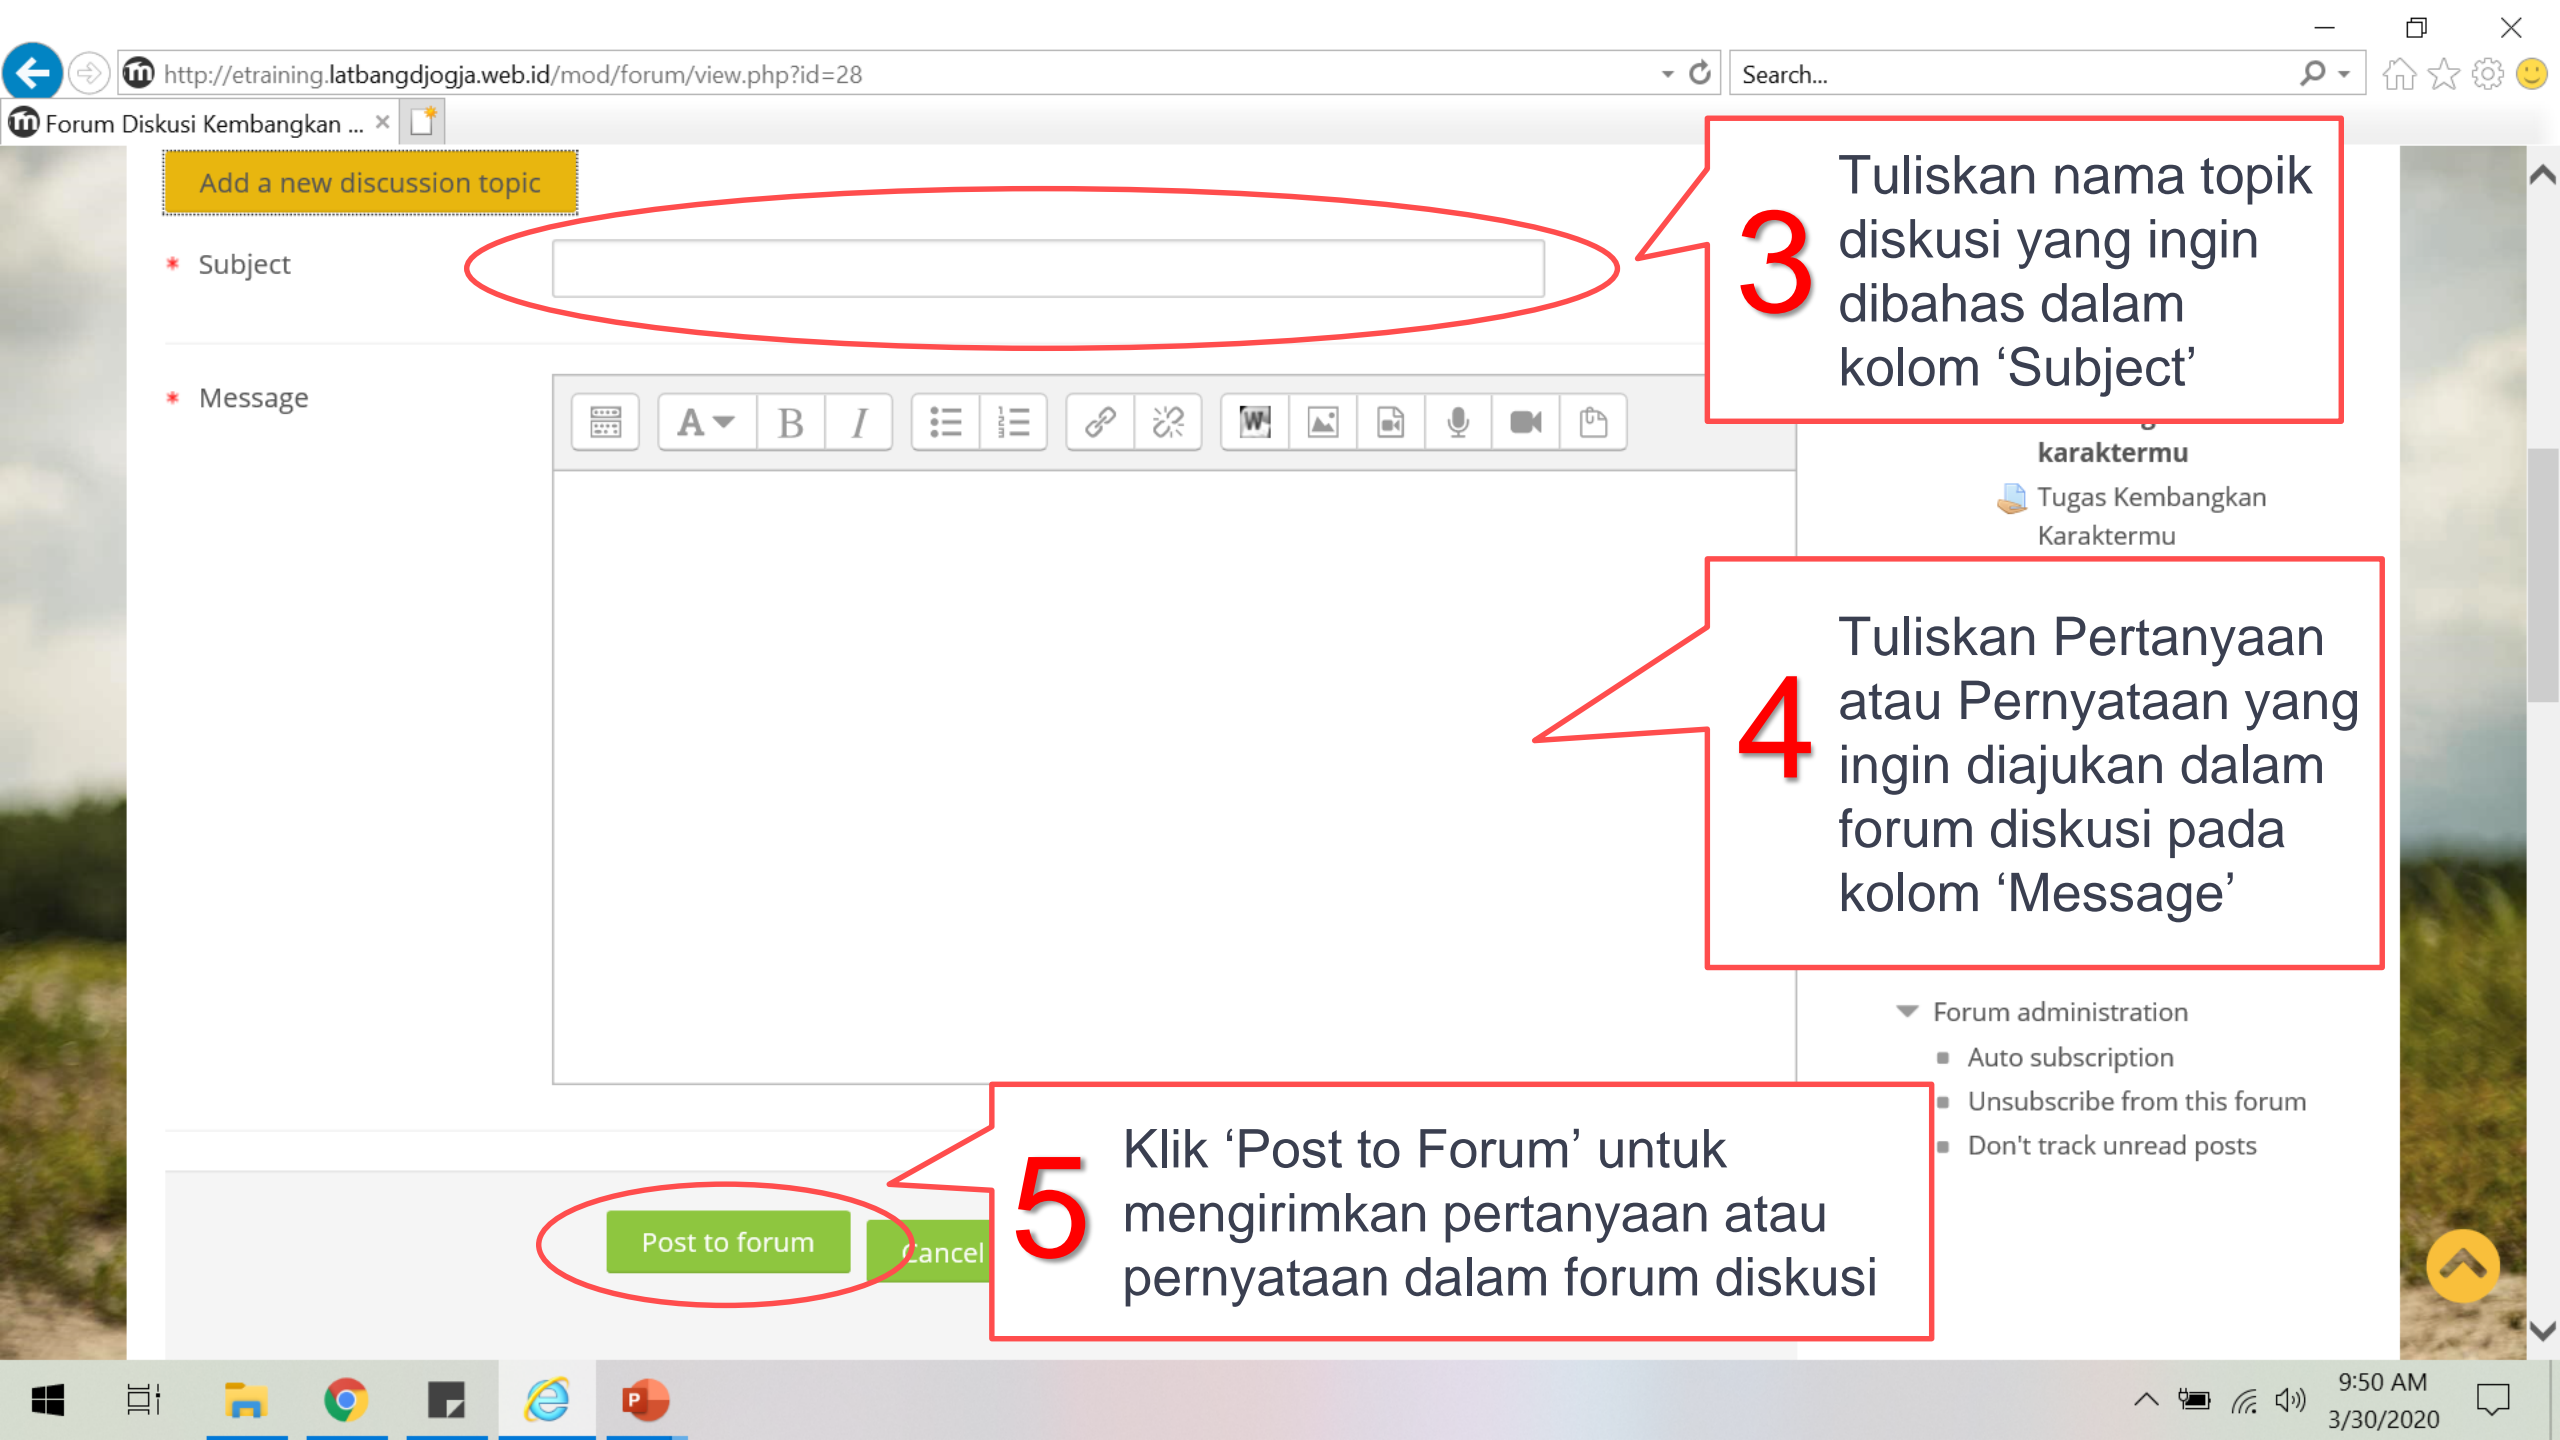 http://etraining.latbangdjogja.web.id/mod/forum/view.php?id=28
Search...
Forum Diskusi Kembangkan ...
Add a new discussion topic
* Subject
3
Tuliskan nama topik
diskusi yang ingin
dibahas dalam
kolom ‘Subject’
* Message
A B I
W
karaktermu
Tugas Kembangkan
Karaktermu
4
Tuliskan Pertanyaan
atau Pernyataan yang
ingin diajukan dalam
forum diskusi pada
kolom ‘Message’
Forum administration
Auto subscription
Unsubscribe from this forum
Don't track unread posts
5
Klik ‘Post to Forum’ untuk
mengirimkan pertanyaan atau
pernyataan dalam forum diskusi
Post to forum
Cancel
9:50 AM
3/30/2020